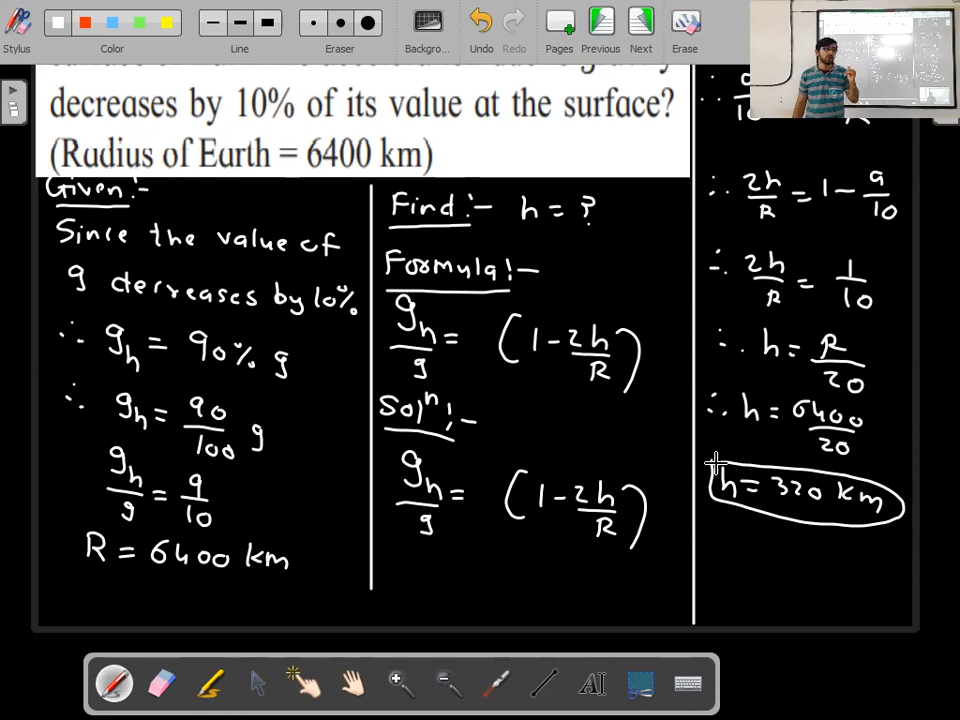 Stylus
Color
Line
Eraser
Backgro...
Undo
Redo
Pages
Previous
Next
Erase
decreases by 10% of its value at the surface?
(Radius of Earth = 6400 km)
Given :-
Since the value of
g decreases by 10%.
∴ gₕ = 90% g
∴ gₕ = 90/100 g
gₕ/g = 9/10
R = 6400 km
Find :- h = ?
Formula :-
gₕ/g = (1 - 2h/R)
Solⁿ :-
gₕ/g = (1 - 2h/R)
∴ 2h/R = 1 - 9/10
∴ 2h/R = 1/10
∴ h = R/20
∴ h = 6400/20
h = 320 km
AI